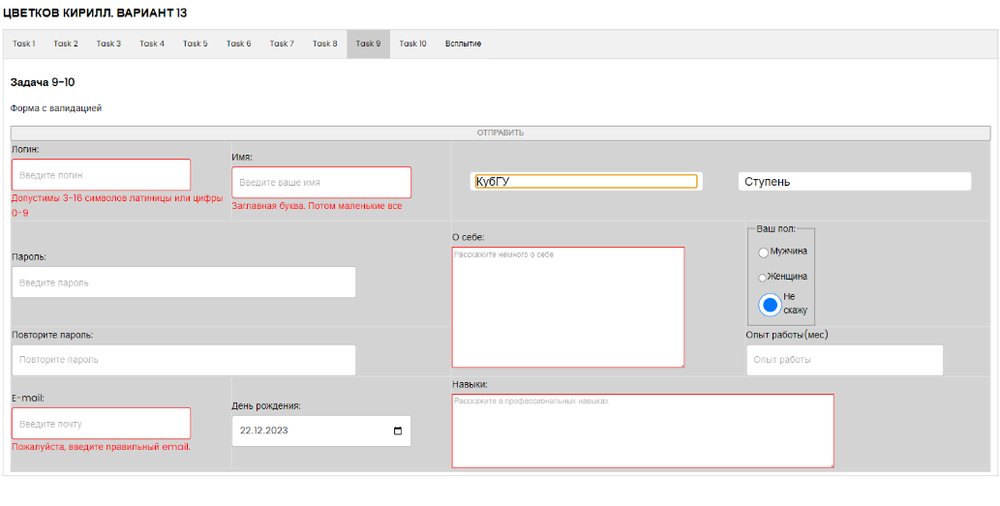 ЦВЕТКОВ КИРИЛЛ. ВАРИАНТ 13
Task 1 Task 2 Task 3 Task 4 Task 5 Task 6 Task 7 Task 8 Task 9 Task 10 Всплытие
Задача 9-10
Форма с валидацией
ОТПРАВИТЬ
Логин:
Введите логин
Допустимы 3-16 символов латиницы или цифры
0-9
Имя:
Введите ваше имя
Заглавная буква. Потом маленькие все
КубГУ
Ступень
Пароль:
Введите пароль
О себе:
Расскажите немного о себе
Ваш пол:
Мужчина
Женщина
Не
скажу
Повторите пароль:
Повторите пароль
Опыт работы(мес)
Опыт работы
E-mail:
Введите почту
Пожалуйста, введите правильный email.
День рождения:
22.12.2023
Навыки:
Расскажите о профессиональных навыках